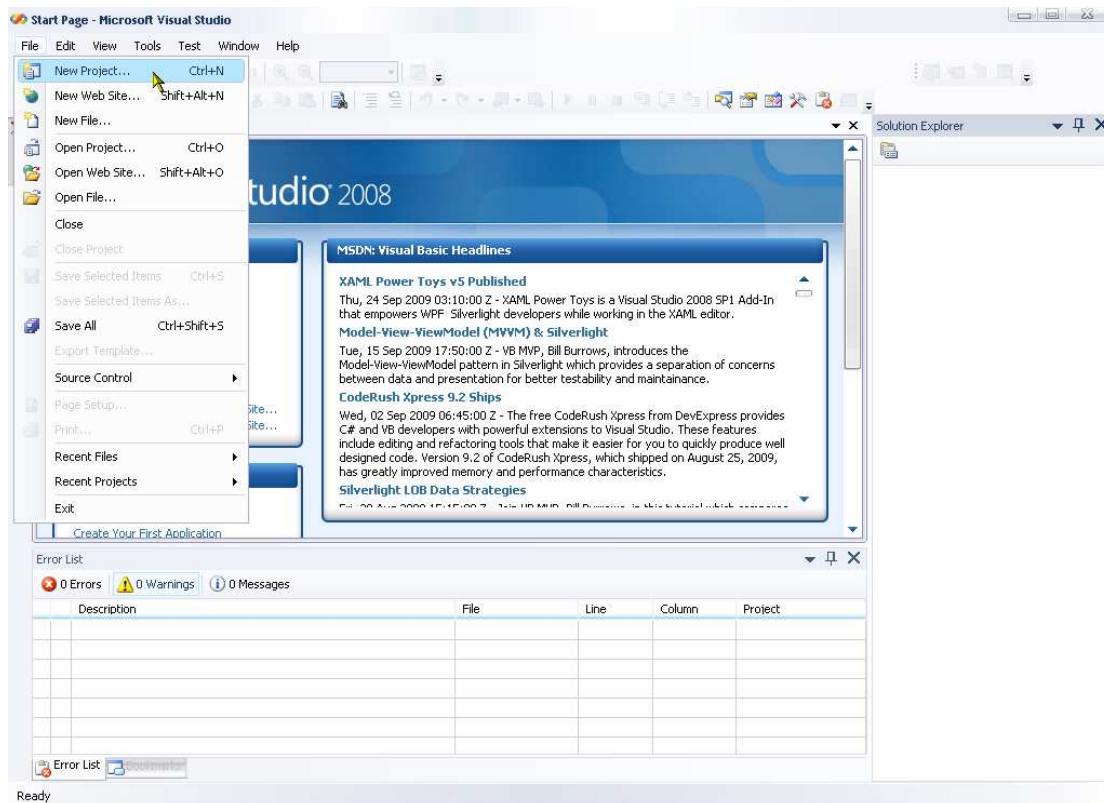 Start Page - Microsoft Visual Studio
File Edit View Tools Test Window Help
New Project... Ctrl+N
New Web Site... Shift+Alt+N
New File...
Open Project... Ctrl+O
Open Web Site... Shift+Alt+O
Open File...
Close
Close Project
Save Selected Items Ctrl+S
Save Selected Items As...
Save All Ctrl+Shift+S
Export Template...
Source Control
Page Setup...
Print... Ctrl+P
Recent Files
Recent Projects
Exit
tudio 2008
Site...
Site...
Create Your First Application
MSDN: Visual Basic Headlines
XAML Power Toys v5 Published
Thu, 24 Sep 2009 03:10:00 Z - XAML Power Toys is a Visual Studio 2008 SP1 Add-In
that empowers WPF Silverlight developers while working in the XAML editor.
Model-View-ViewModel (MVVM) & Silverlight
Tue, 15 Sep 2009 17:50:00 Z - VB MVP, Bill Burrows, introduces the
Model-View-ViewModel pattern in Silverlight which provides a separation of concerns
between data and presentation for better testability and maintainance.
CodeRush Xpress 9.2 Ships
Wed, 02 Sep 2009 06:45:00 Z - The free CodeRush Xpress from DevExpress provides
C# and VB developers with powerful extensions to Visual Studio. These features
include editing and refactoring tools that make it easier for you to quickly produce well
designed code. Version 9.2 of CodeRush Xpress, which shipped on August 25, 2009,
has greatly improved memory and performance characteristics.
Silverlight LOB Data Strategies
Solution Explorer
Error List
0 Errors 0 Warnings 0 Messages
Description File Line Column Project
Error List
Ready